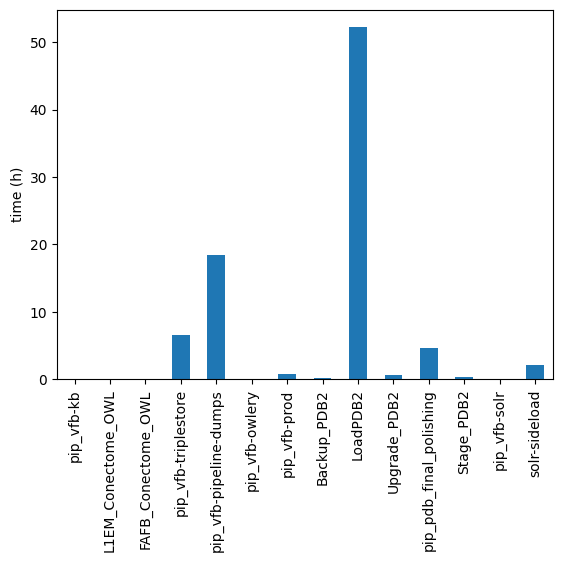 50
40
30
20
10
0
time (h)
pip_vfb-kb
L1EM_Conectome_OWL
FAFB_Conectome_OWL
pip_vfb-triplestore
pip_vfb-pipeline-dumps
pip_vfb-owlery
pip_vfb-prod
Backup_PDB2
LoadPDB2
Upgrade_PDB2
pip_pdb_final_polishing
Stage_PDB2
pip_vfb-solr
solr-sideload